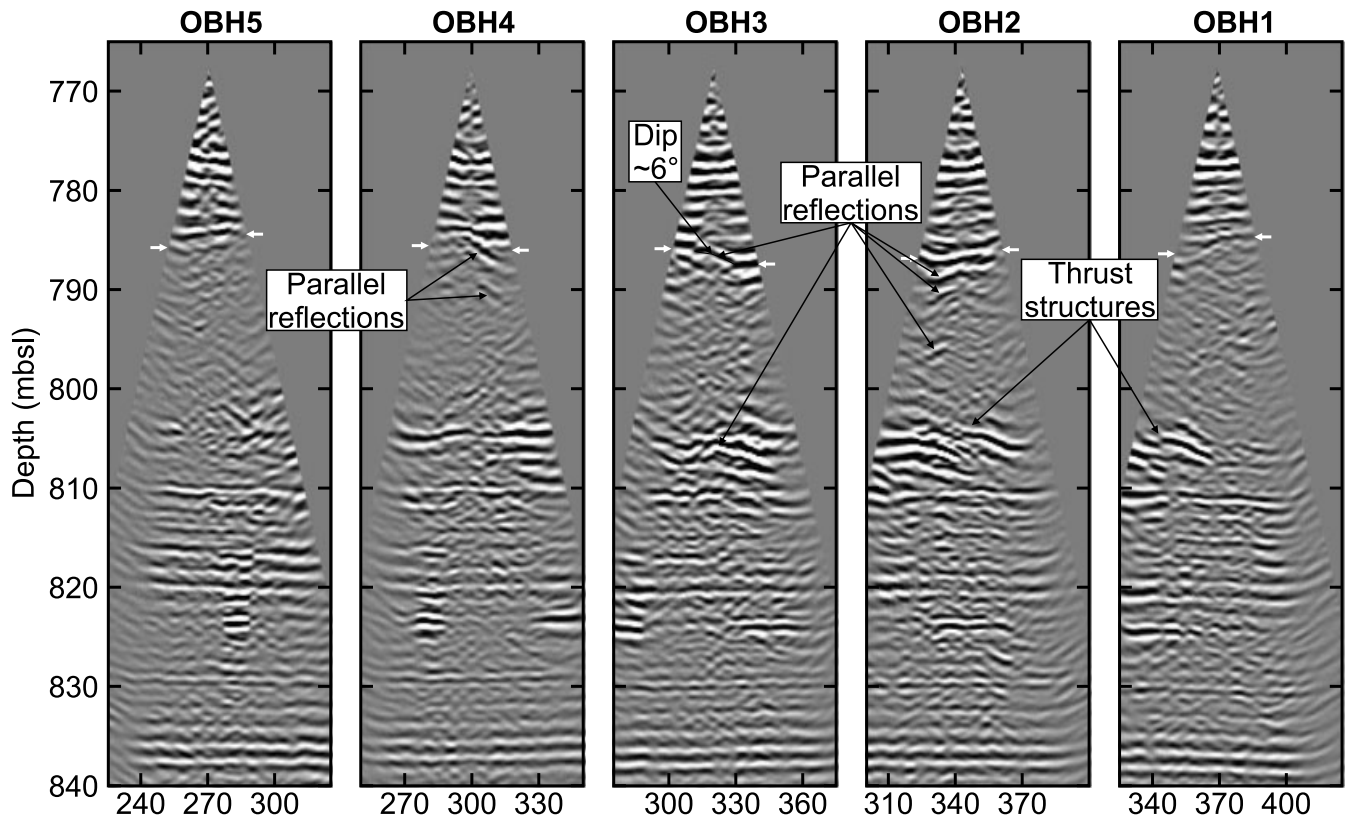 OBH5 OBH4 OBH3 OBH2 OBH1
770
780
790
800
810
820
830
840
Depth (mbsl)
Dip
~6°
Parallel
reflections
Parallel
reflections
Thrust
structures
240 270 300
270 300 330
300 330 360
310 340 370
340 370 400